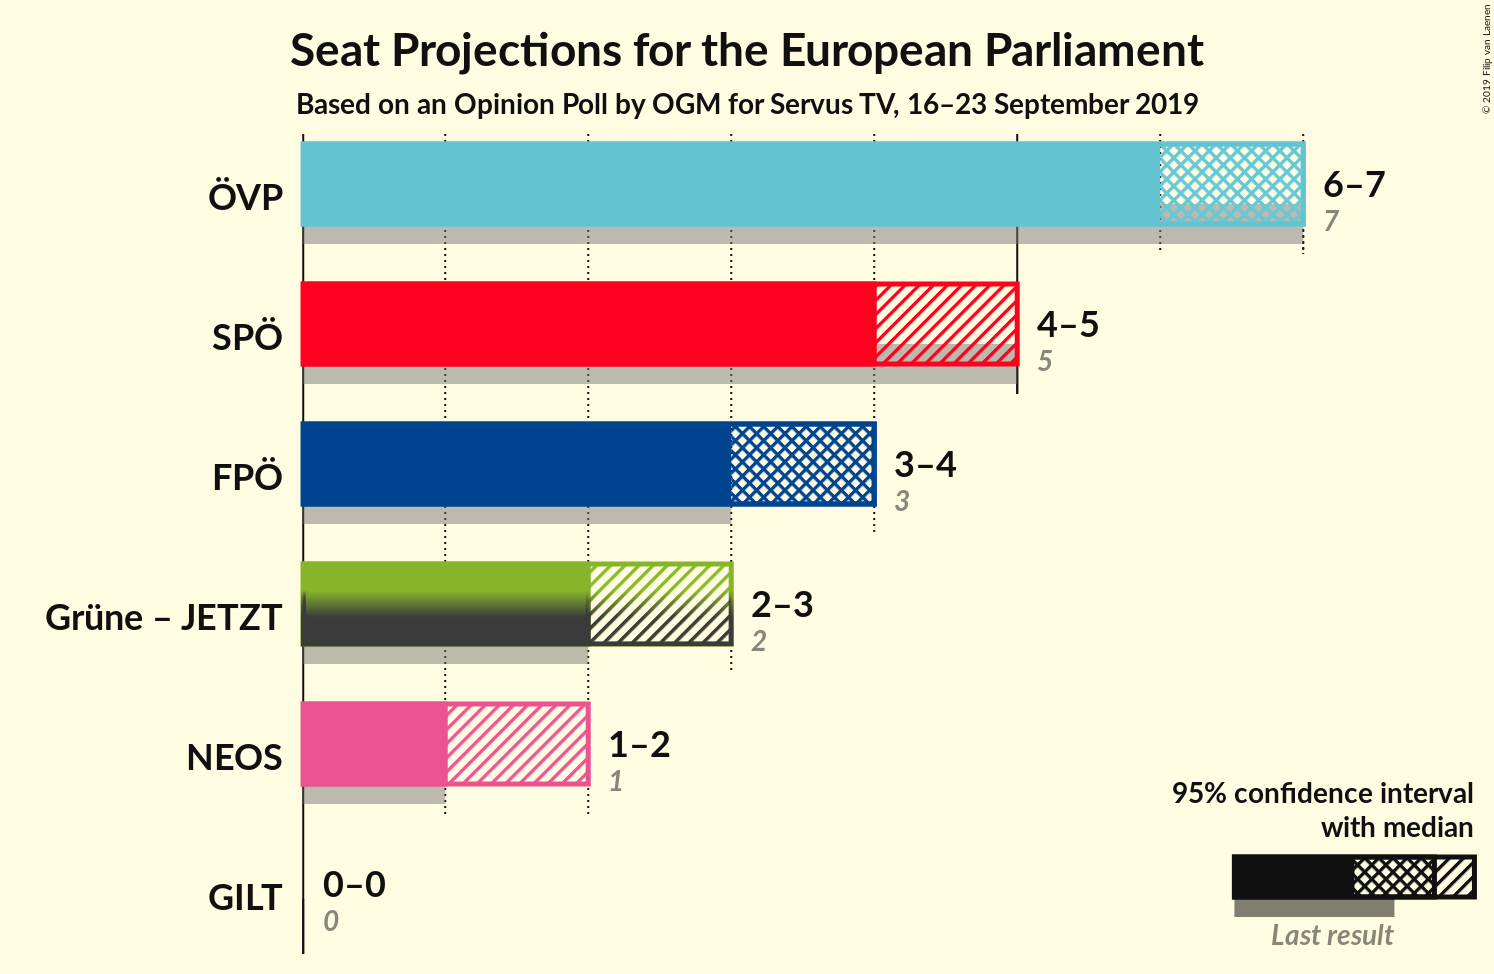 Seat Projections for the European Parliament
Based on an Opinion Poll by OGM for Servus TV, 16–23 September 2019
© 2019 Filip van Laenen
ÖVP
6–7
7
SPÖ
4–5
5
FPÖ
3–4
3
Grüne – JETZT
2–3
2
NEOS
1–2
1
GILT
0–0
0
95% confidence interval
with median
Last result